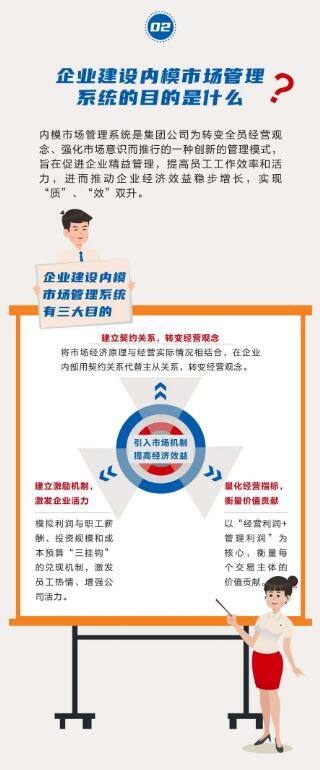 02
企业建设内模市场管理
系统的目的是什么?
内模市场管理系统是集团公司为转变全员经营观
念、强化市场意识而推行的一种创新的管理模式，
旨在促进企业精益管理，提高员工工作效率和活
力，进而推动企业经济效益稳步增长，实现
“质”、“效”双升。
企业建设内模
市场管理系统
有三大目的
建立契约关系，转变经营观念
将市场经济原理与经营实际情况相结合，在企业
内部用契约关系代替主从关系，转变经营观念。
引入市场机制
提高经济效益
建立激励机制，
激发企业活力
模拟利润与职工薪
酬、投资规模和成
本预算“三挂钩”
的兑现机制，激发
员工热情、增强公
司活力。
量化经营指标，
衡量价值贡献
以“经营利润+
管理利润”为
核心，衡量每
个交易主体的
价值贡献。